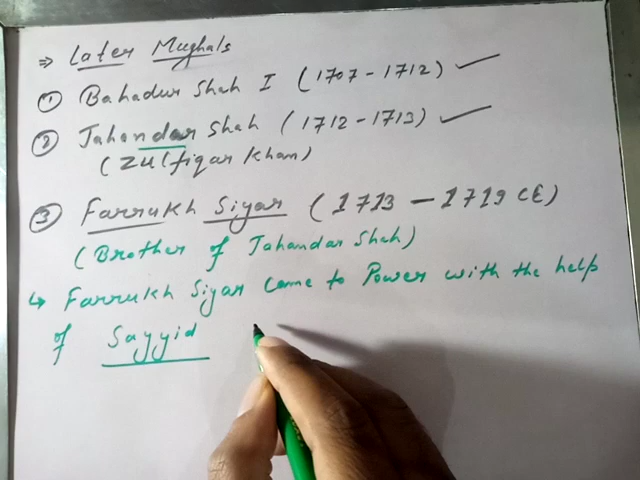 ⇒ Later Mughals
① Bahadur Shah I (1707-1712) ✓
② Jahandar Shah (1712-1713) ✓
(Zulfiqar Khan)
③ Farrukh Siyar (1713 - 1719 CE)
(Brother of Jahandar Shah)
↳ Farrukh Siyar Came to Power with the help
of Sayyid